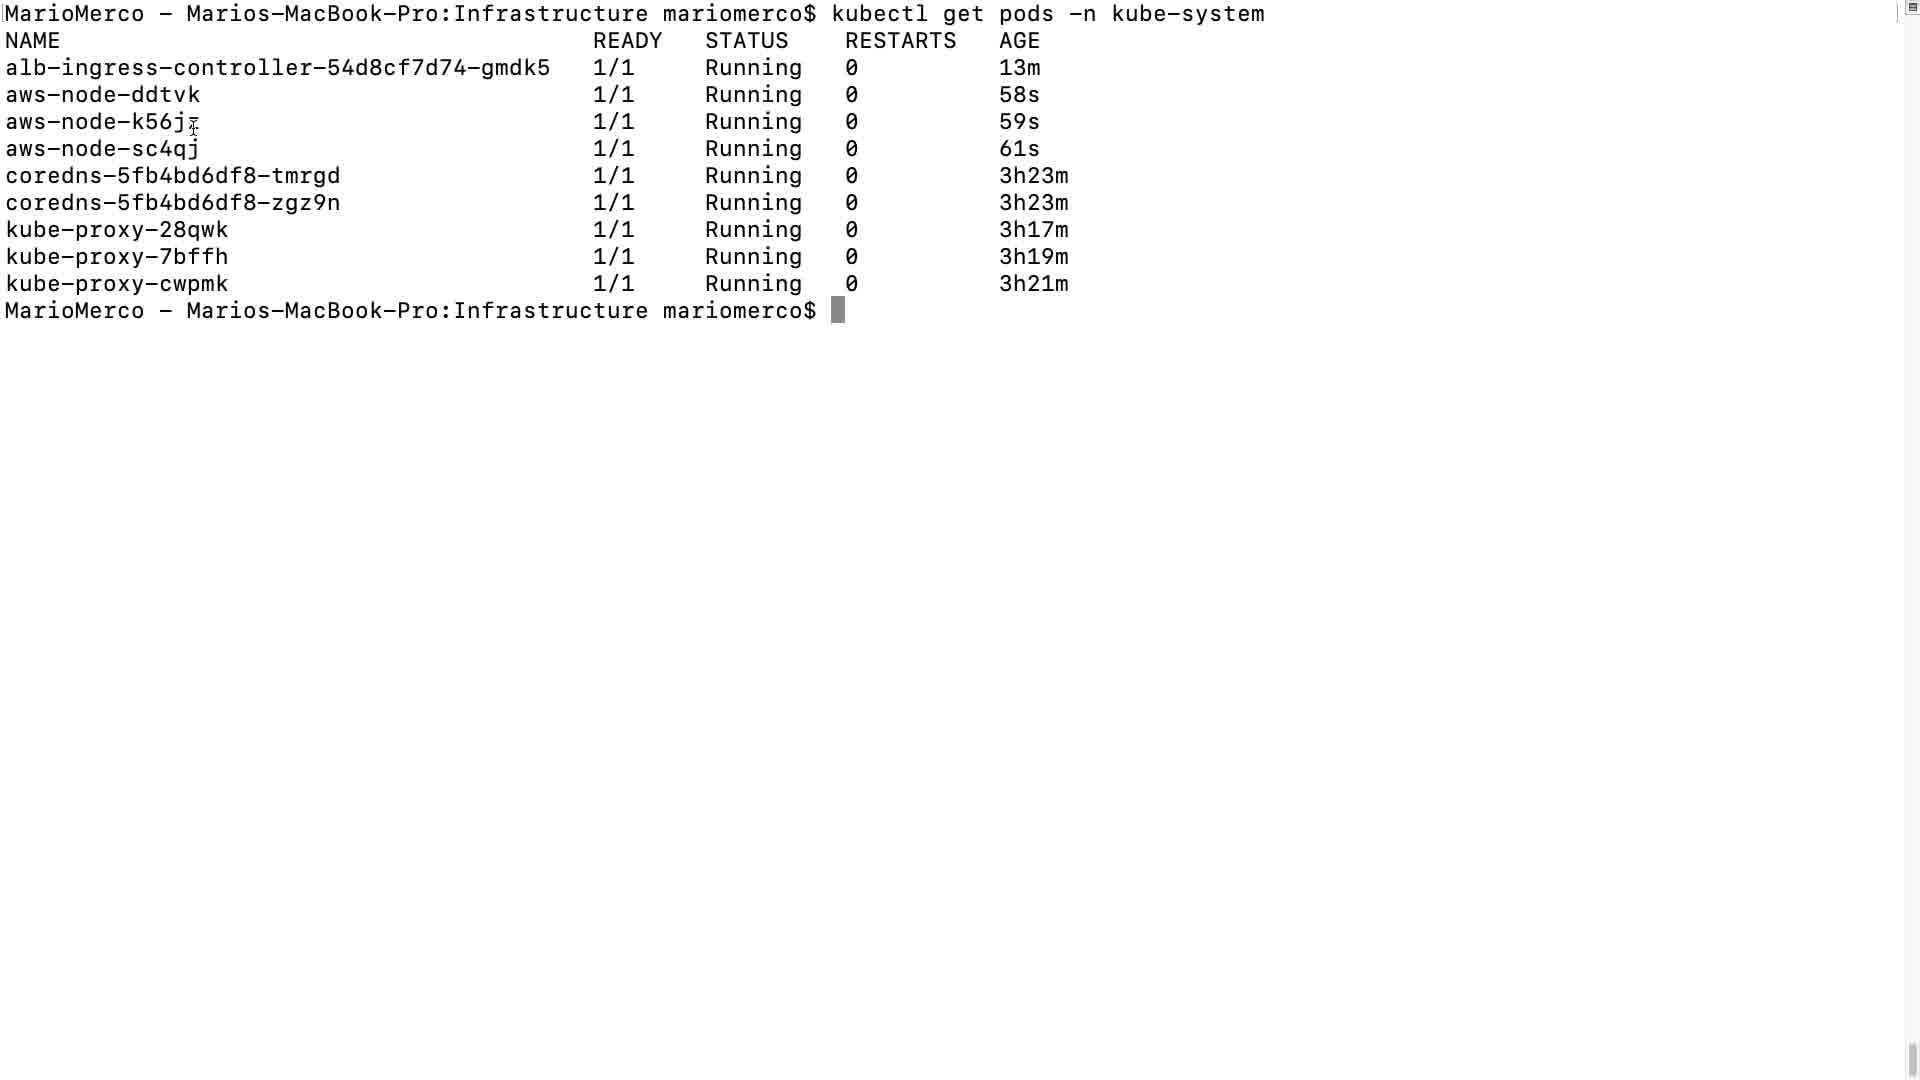 MarioMerco - Marios-MacBook-Pro:Infrastructure mariomerco$ kubectl get pods -n kube-system
NAME READY STATUS RESTARTS AGE
alb-ingress-controller-54d8cf7d74-gmdk5 1/1 Running 0 13m
aws-node-ddtvk 1/1 Running 0 58s
aws-node-k56jz 1/1 Running 0 59s
aws-node-sc4qj 1/1 Running 0 61s
coredns-5fb4bd6df8-tmrgd 1/1 Running 0 3h23m
coredns-5fb4bd6df8-zgz9n 1/1 Running 0 3h23m
kube-proxy-28qwk 1/1 Running 0 3h17m
kube-proxy-7bffh 1/1 Running 0 3h19m
kube-proxy-cwpmk 1/1 Running 0 3h21m
MarioMerco - Marios-MacBook-Pro:Infrastructure mariomerco$